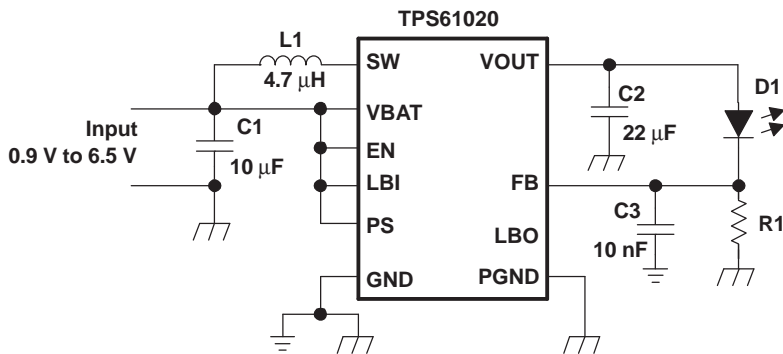 TPS61020
L1
4.7 μH
SW
VOUT
D1
C2
22 μF
VBAT
Input
0.9 V to 6.5 V
C1
10 μF
EN
LBI
FB
PS
C3
10 nF
R1
LBO
GND
PGND